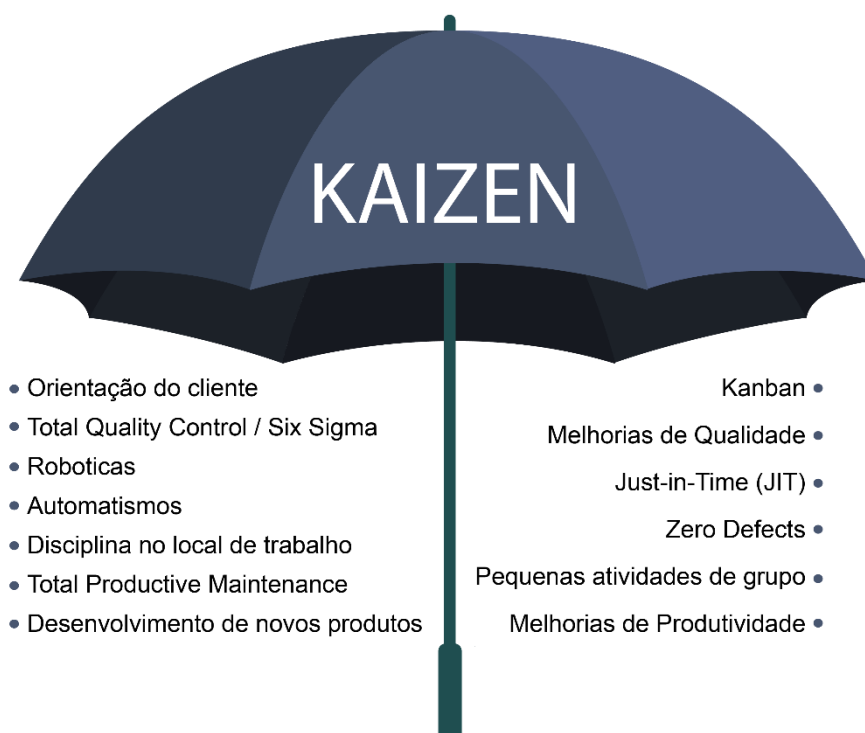 KAIZEN
Orientação do cliente
Total Quality Control / Six Sigma
Roboticas
Automatismos
Disciplina no local de trabalho
Total Productive Maintenance
Desenvolvimento de novos produtos
Kanban
Melhorias de Qualidade
Just-in-Time (JIT)
Zero Defects
Pequenas atividades de grupo
Melhorias de Produtividade